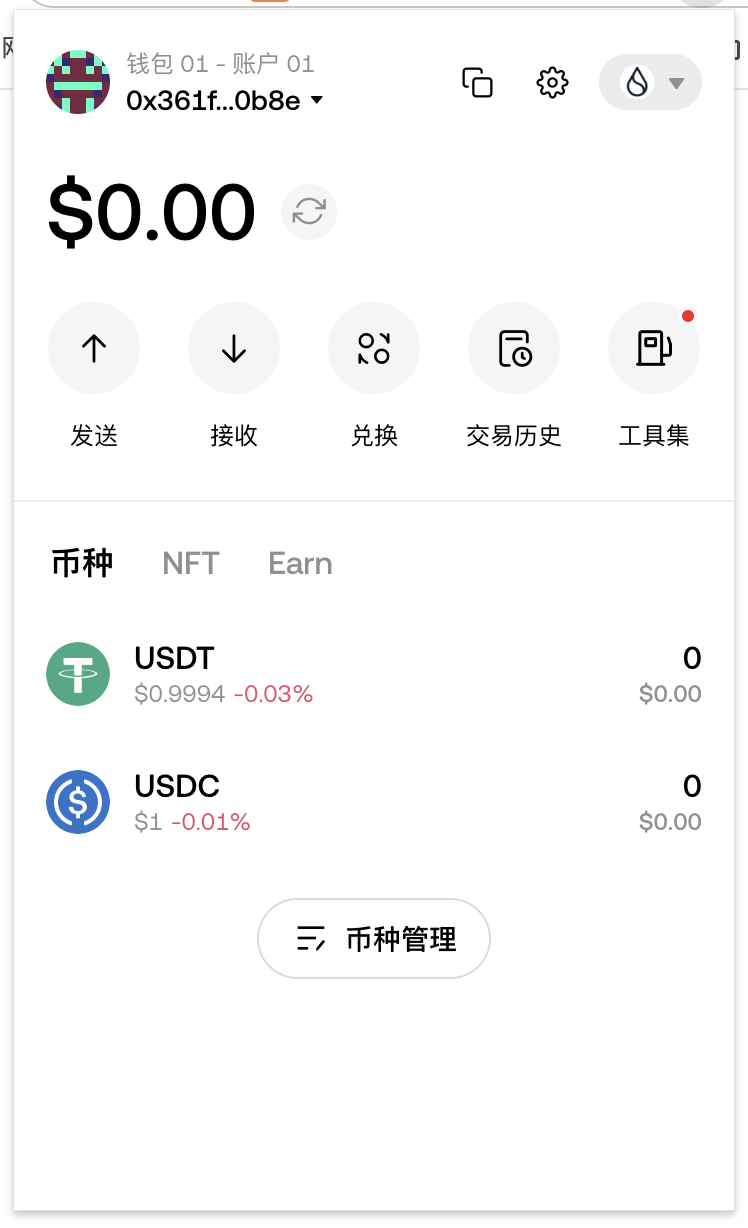 钱包 01 - 账户 01
0x361f...0b8e
$0.00
发送 接收 兑换 交易历史 工具集
币种 NFT Earn
USDT 0
$0.9994 -0.03% $0.00
USDC 0
$1 -0.01% $0.00
币种管理